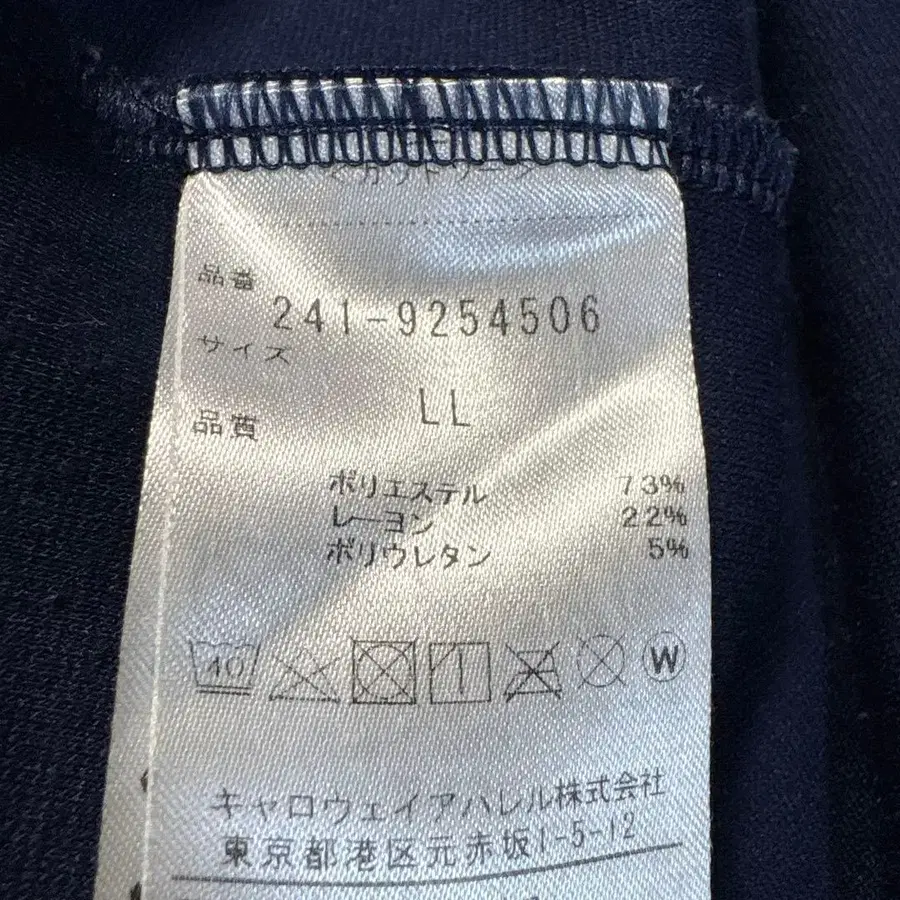 品番
241-9254506
サイズ
LL
品質
ポリエステル 73%
レーヨン 22%
ポリウレタン 5%
40
W
キャロウェイアパレル株式会社
東京都港区元赤坂1-5-12